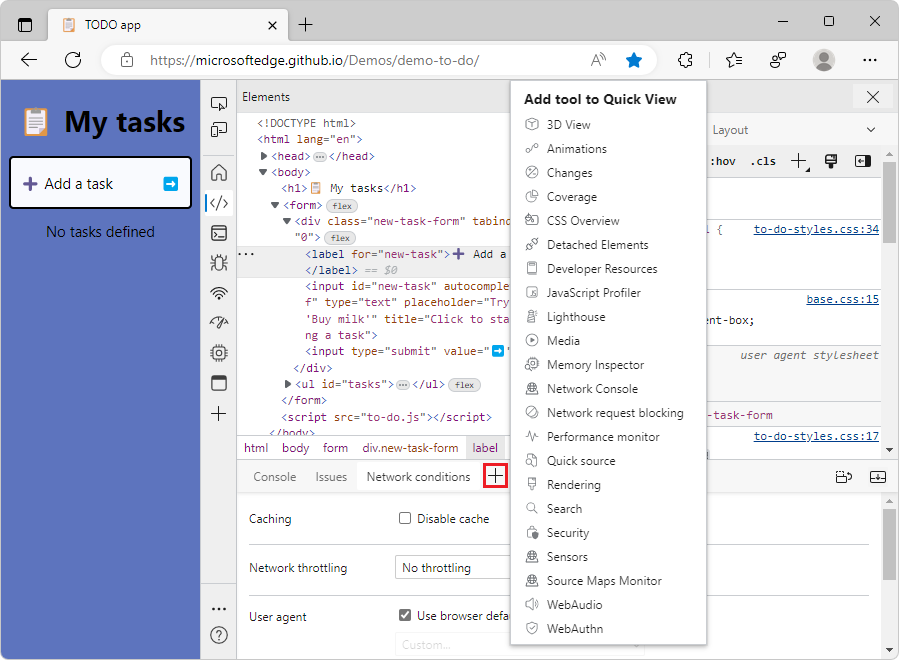 TODO app
https://microsoftedge.github.io/Demos/demo-to-do/
My tasks
Add a task
No tasks defined
Elements
<!DOCTYPE html>
<html lang="en">
<head> ⋯ </head>
<body>
<h1>📋 My tasks</h1>
<form> flex
<div class="new-task-form" tabind
"0"> flex
<label for="new-task">➕ Add a
</label> == $0
<input id="new-task" autocomple
f" type="text" placeholder="Try
'Buy milk'" title="Click to sta
ng a task">
<input type="submit" value="➡"
</div>
<ul id="tasks"> ⋯ </ul> flex
</form>
<script src="to-do.js"></script>
</body>
html body form div.new-task-form label
Layout
:hov .cls
{ to-do-styles.css:34
base.css:15
ent-box;
user agent stylesheet
-task-form
to-do-styles.css:17
Console Issues Network conditions
Caching
Disable cache
Network throttling
No throttling
User agent
Use browser defa
Custom...
Add tool to Quick View
3D View
Animations
Changes
Coverage
CSS Overview
Detached Elements
Developer Resources
JavaScript Profiler
Lighthouse
Media
Memory Inspector
Network Console
Network request blocking
Performance monitor
Quick source
Rendering
Search
Security
Sensors
Source Maps Monitor
WebAudio
WebAuthn